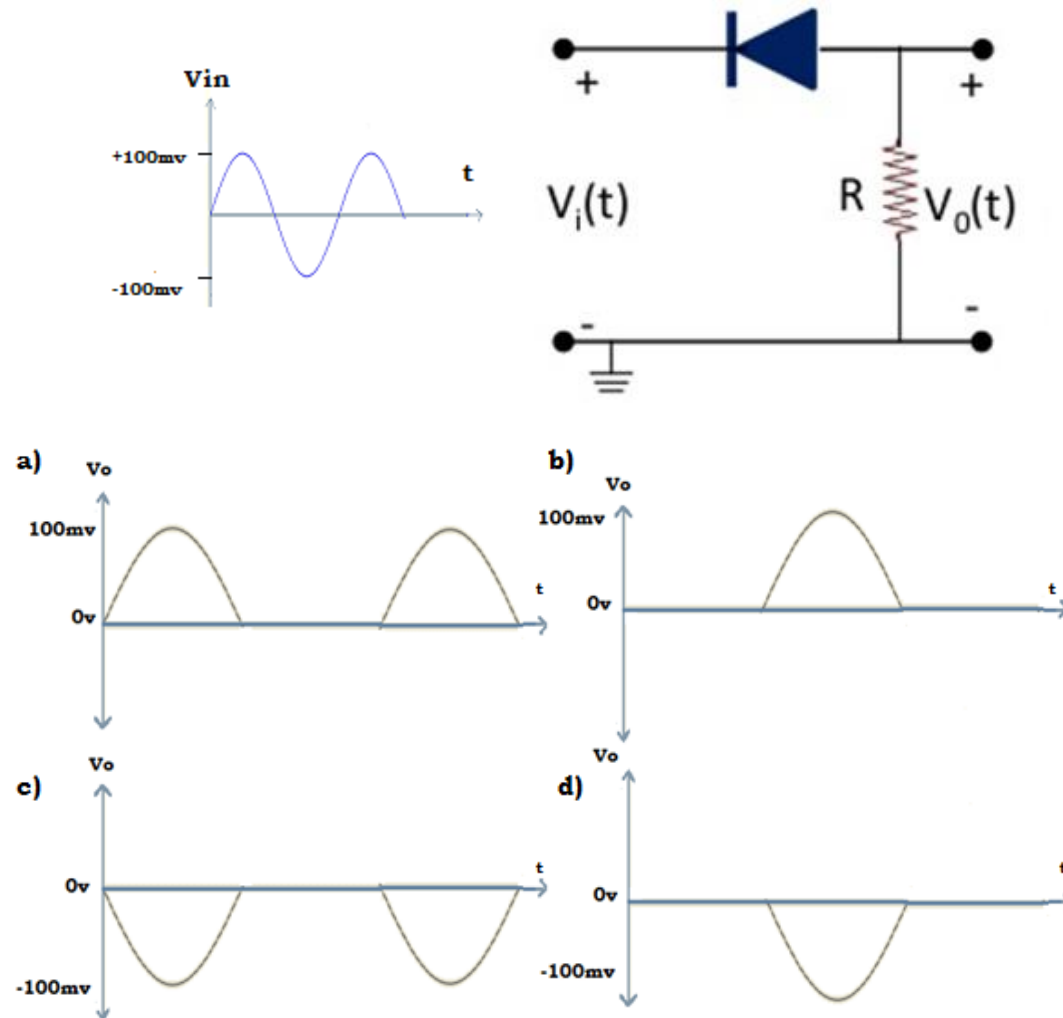 Vin
+100mv
t
-100mv
+
+
Vi(t)
R
V0(t)
-
-
a)
Vo
100mv
0v
t
b)
Vo
100mv
0v
t
c)
Vo
0v
t
-100mv
d)
Vo
0v
t
-100mv